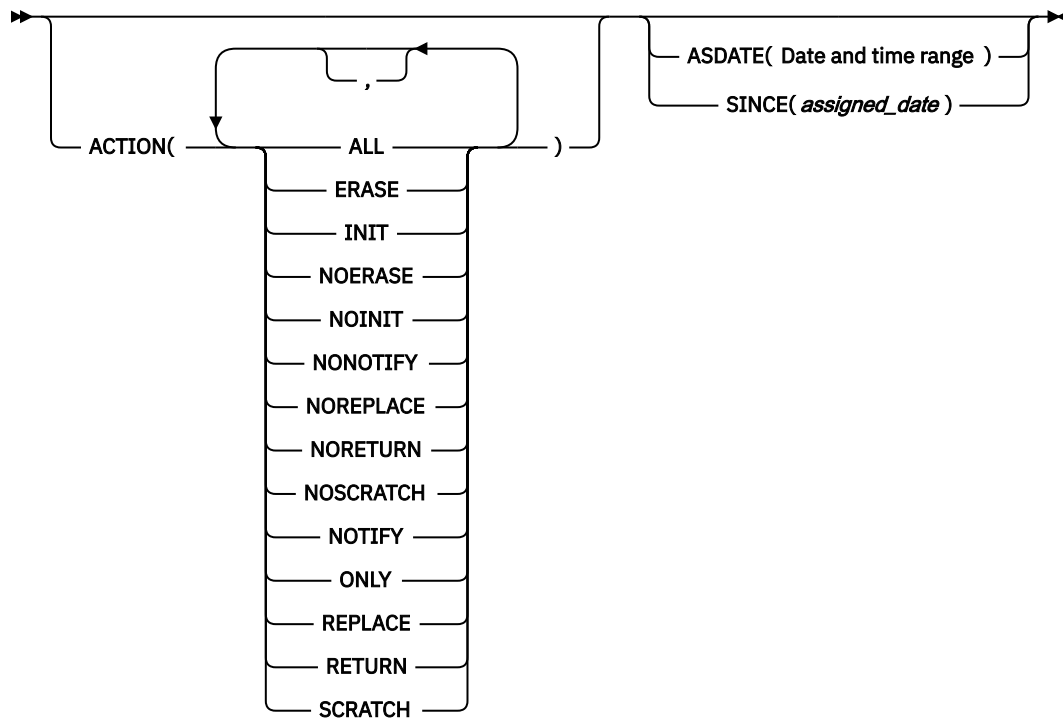 ASDATE( Date and time range )
SINCE( assigned_date )
,
ACTION( ALL )
ERASE
INIT
NOERASE
NOINIT
NONOTIFY
NOREPLACE
NORETURN
NOSCRATCH
NOTIFY
ONLY
REPLACE
RETURN
SCRATCH